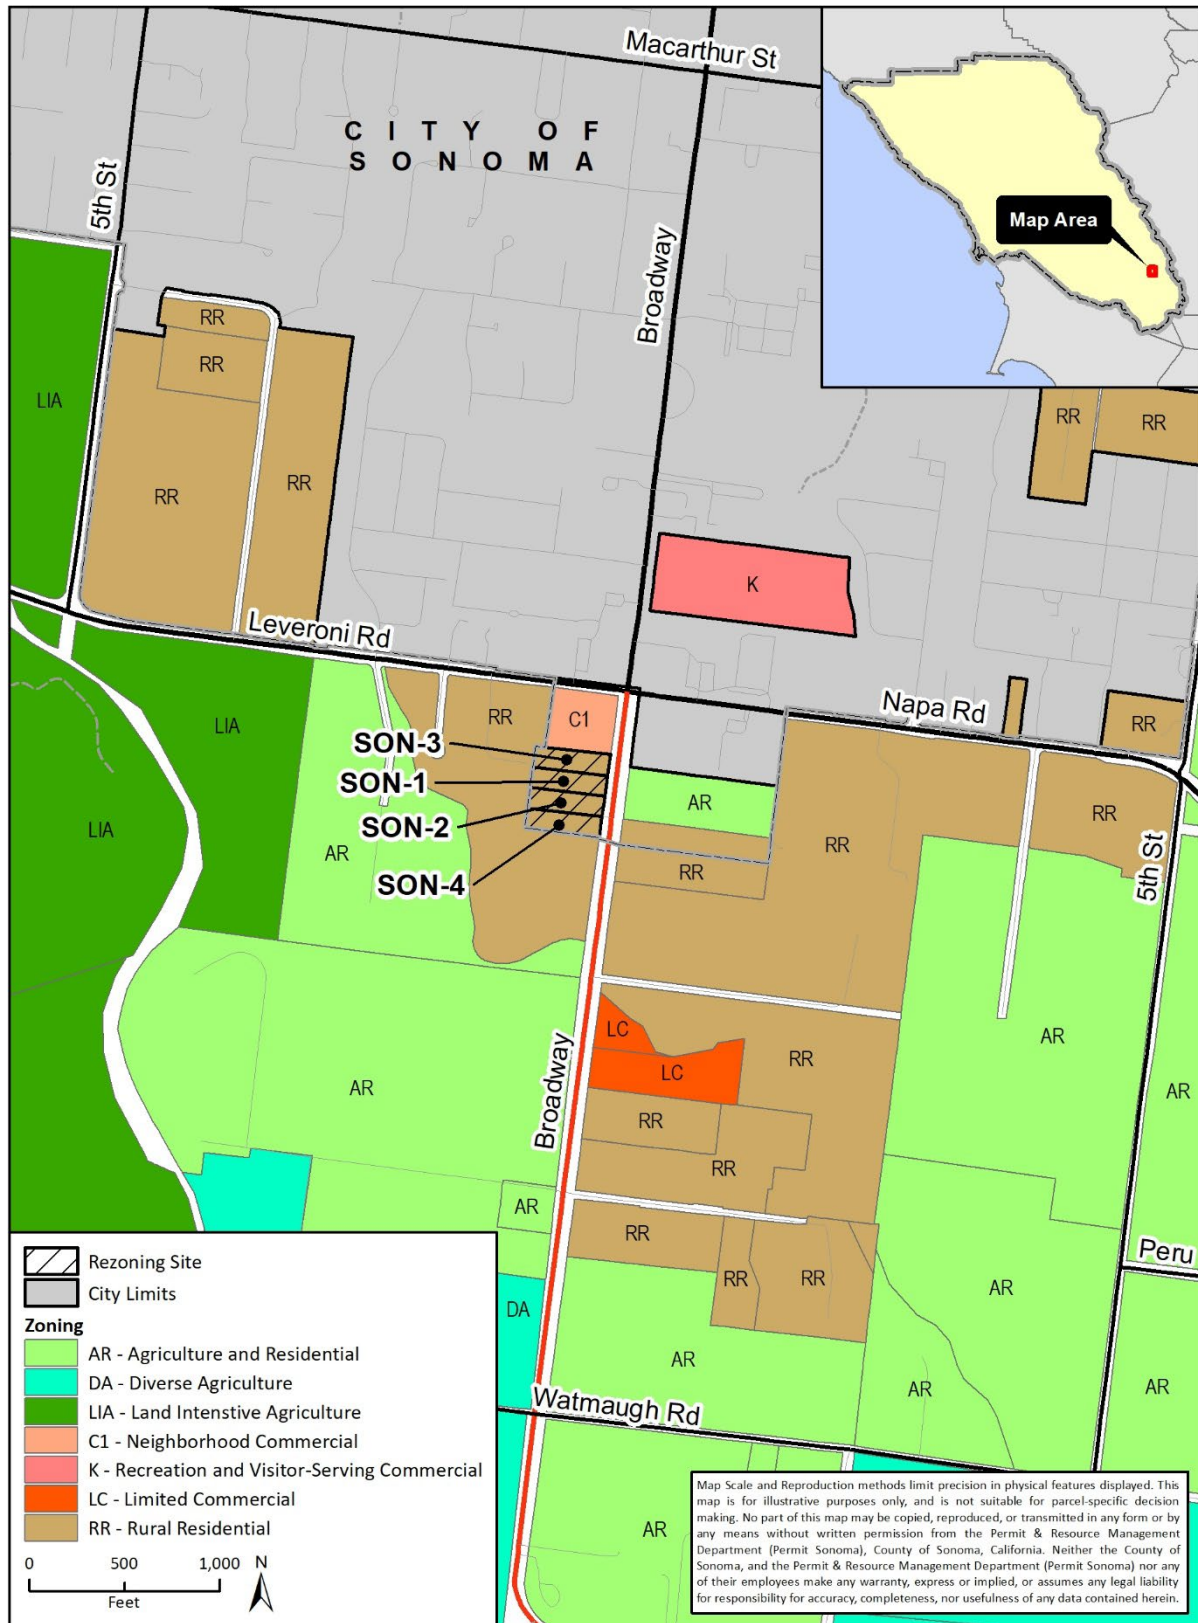 Macarthur St
CITY OF
SONOMA
5th St
Broadway
Map Area
RR
RR
LIA
RR
RR
RR
RR
K
Leveroni Rd
Napa Rd
RR
C1
RR
LIA
SON-3
SON-1
SON-2
SON-4
AR
RR
RR
5th St
LIA
AR
RR
LC
LC
RR
AR
AR
AR
Broadway
RR
RR
AR
RR
RR
RR
Peru
DA
AR
AR
AR
AR
Watmaugh Rd
AR
Rezoning Site
City Limits
Zoning
AR - Agriculture and Residential
DA - Diverse Agriculture
LIA - Land Intenstive Agriculture
C1 - Neighborhood Commercial
K - Recreation and Visitor-Serving Commercial
LC - Limited Commercial
RR - Rural Residential
0 500 1,000 N
Feet
Map Scale and Reproduction methods limit precision in physical features displayed. This
map is for illustrative purposes only, and is not suitable for parcel-specific decision
making. No part of this map may be copied, reproduced, or transmitted in any form or by
any means without written permission from the Permit & Resource Management
Department (Permit Sonoma), County of Sonoma, California. Neither the County of
Sonoma, and the Permit & Resource Management Department (Permit Sonoma) nor any
of their employees make any warranty, express or implied, or assumes any legal liability
for responsibility for accuracy, completeness, nor usefulness of any data contained herein.